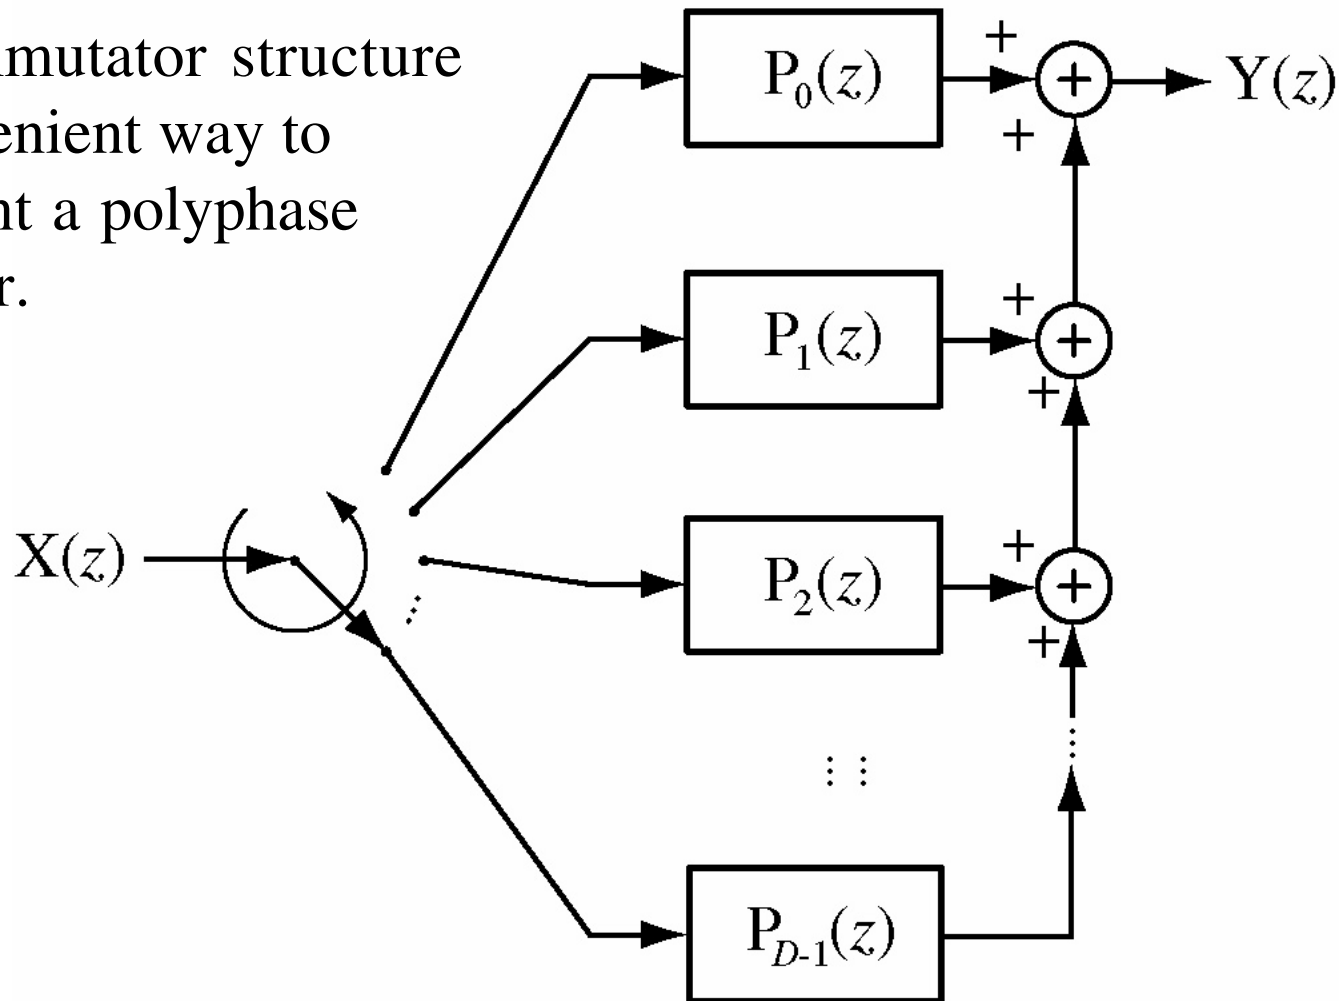 mutator structure
enient way to
nt a polyphase
r.
P0(z)
+
+
+
Y(z)
P1(z)
+
+
+
X(z)
P2(z)
+
+
+
PD-1(z)